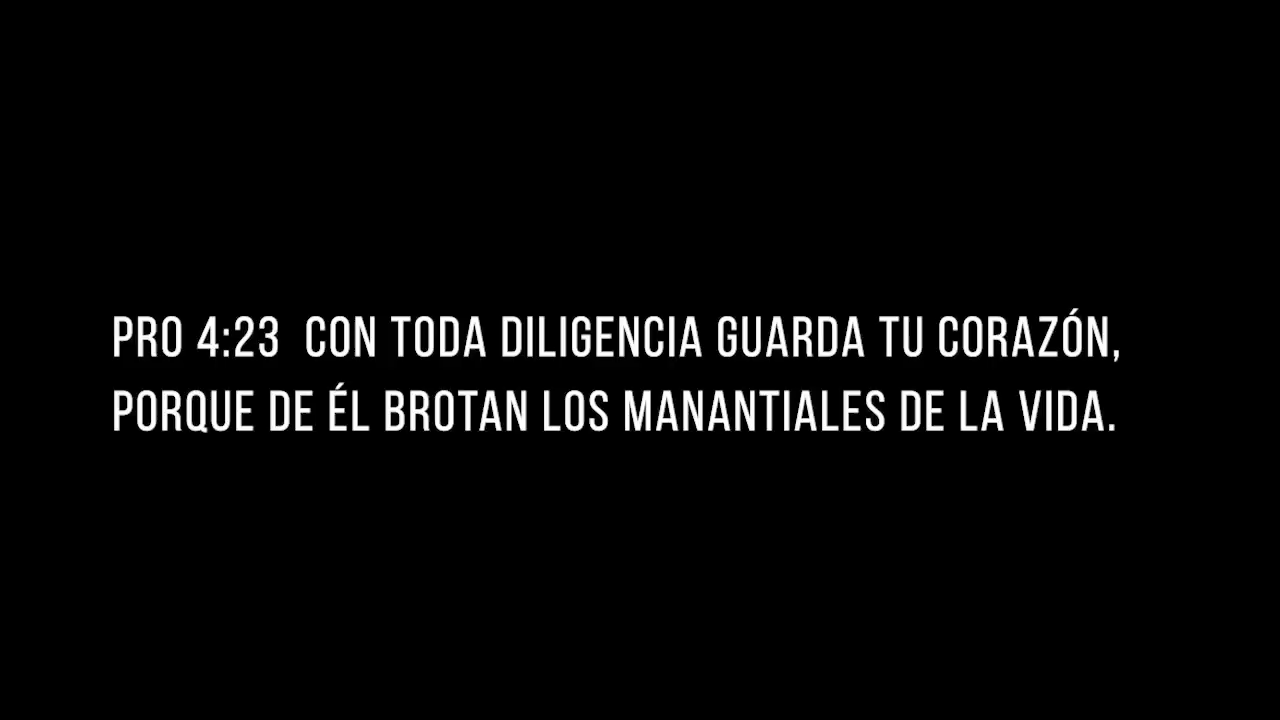 PRO 4:23  CON TODA DILIGENCIA GUARDA TU CORAZÓN,
PORQUE DE ÉL BROTAN LOS MANANTIALES DE LA VIDA.